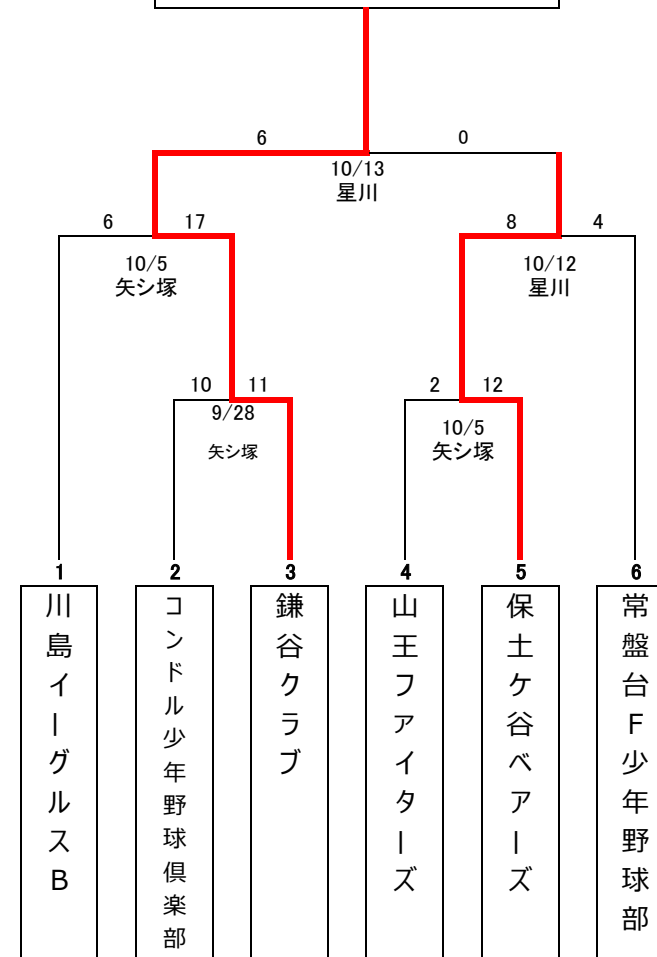 6 0
10/13
星川
6 17 8 4
10/5 10/12
矢シ塚 星川
10 11 2 12
9/28 10/5
矢シ塚 矢シ塚
1 2 3 4 5 6
川島イーグルスB
コンドル少年野球倶楽部
鎌谷クラブ
山王ファイターズ
保土ケ谷ベアーズ
常盤台F少年野球部